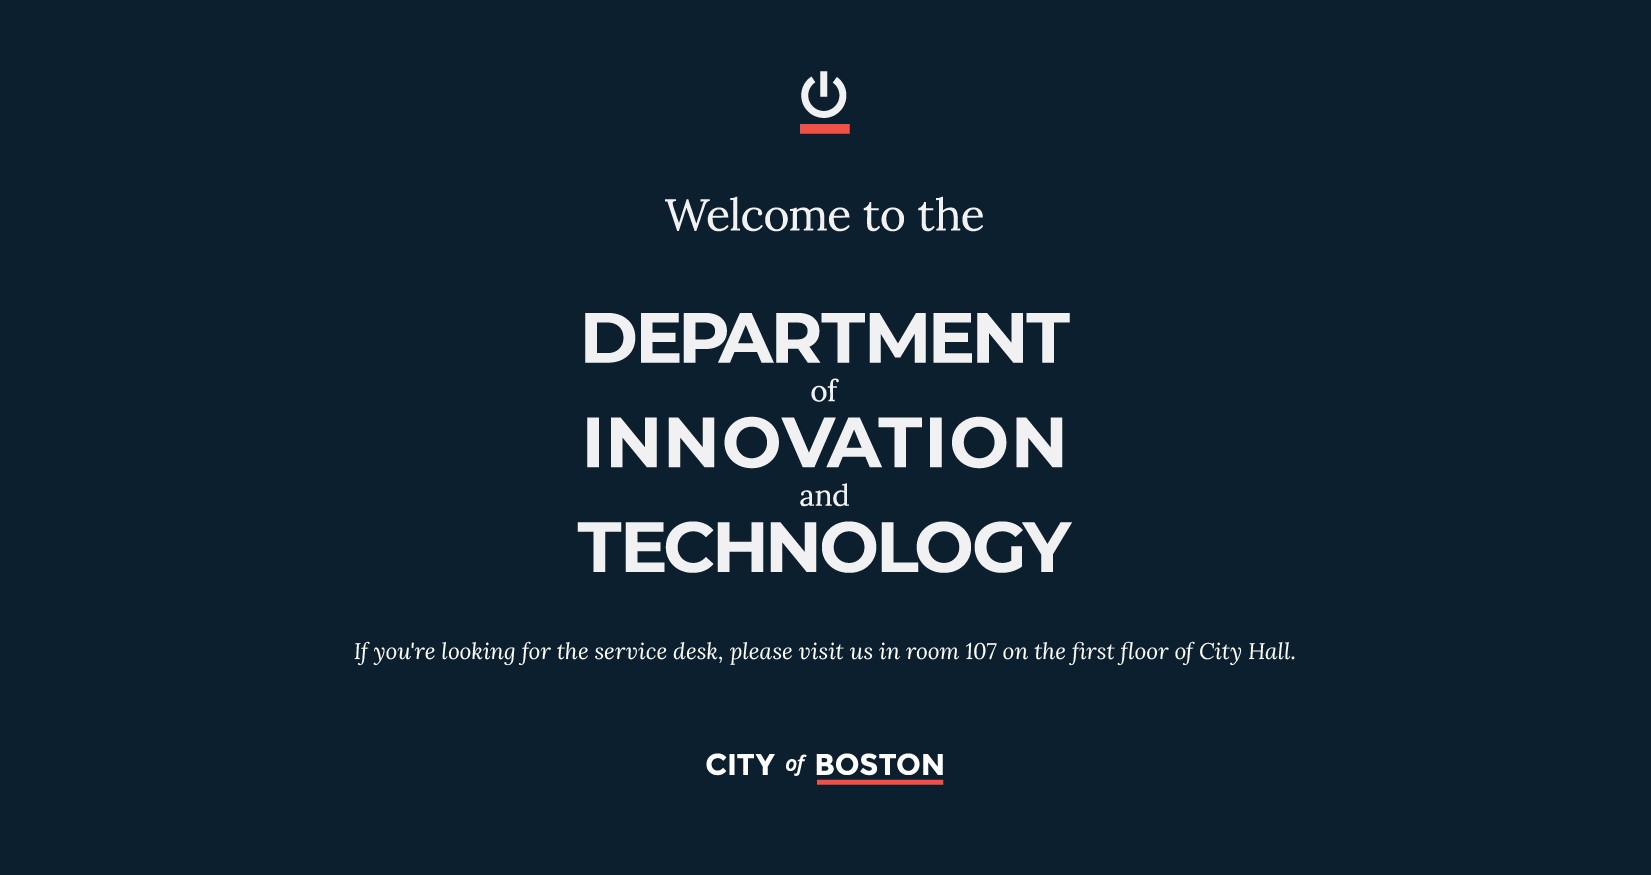 Welcome to the
DEPARTMENT
of
INNOVATION
and
TECHNOLOGY
If you're looking for the service desk, please visit us in room 107 on the first floor of City Hall.
CITY of BOSTON